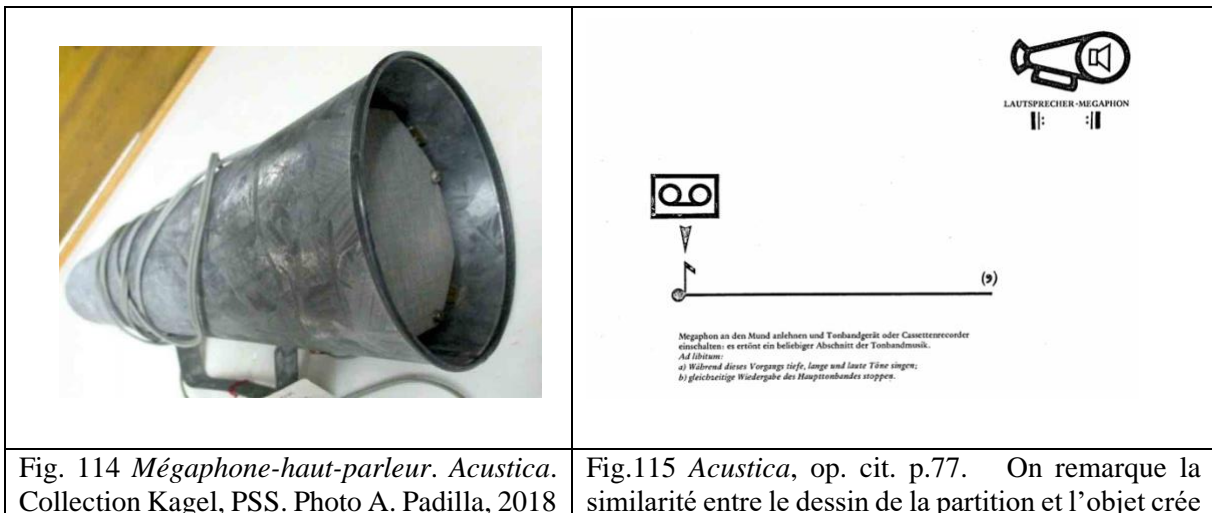 LAUTSPRECHER-MEGAPHON
(,)
Megaphon an den Mund anlehnen und Tonbandgerät oder Cassettenrecorder
einschalten: es ertönt ein beliebiger Abschnitt der Tonbandmusik.
Ad libitum:
a) Während dieses Vorgangs tiefe, lange und laute Töne singen;
b) gleichzeitige Wiedergabe des Haupttonbandes stoppen.
Fig. 114 Mégaphone-haut-parleur. Acustica.
Collection Kagel, PSS. Photo A. Padilla, 2018
Fig.115 Acustica, op. cit. p.77. On remarque la
similarité entre le dessin de la partition et l’objet crée